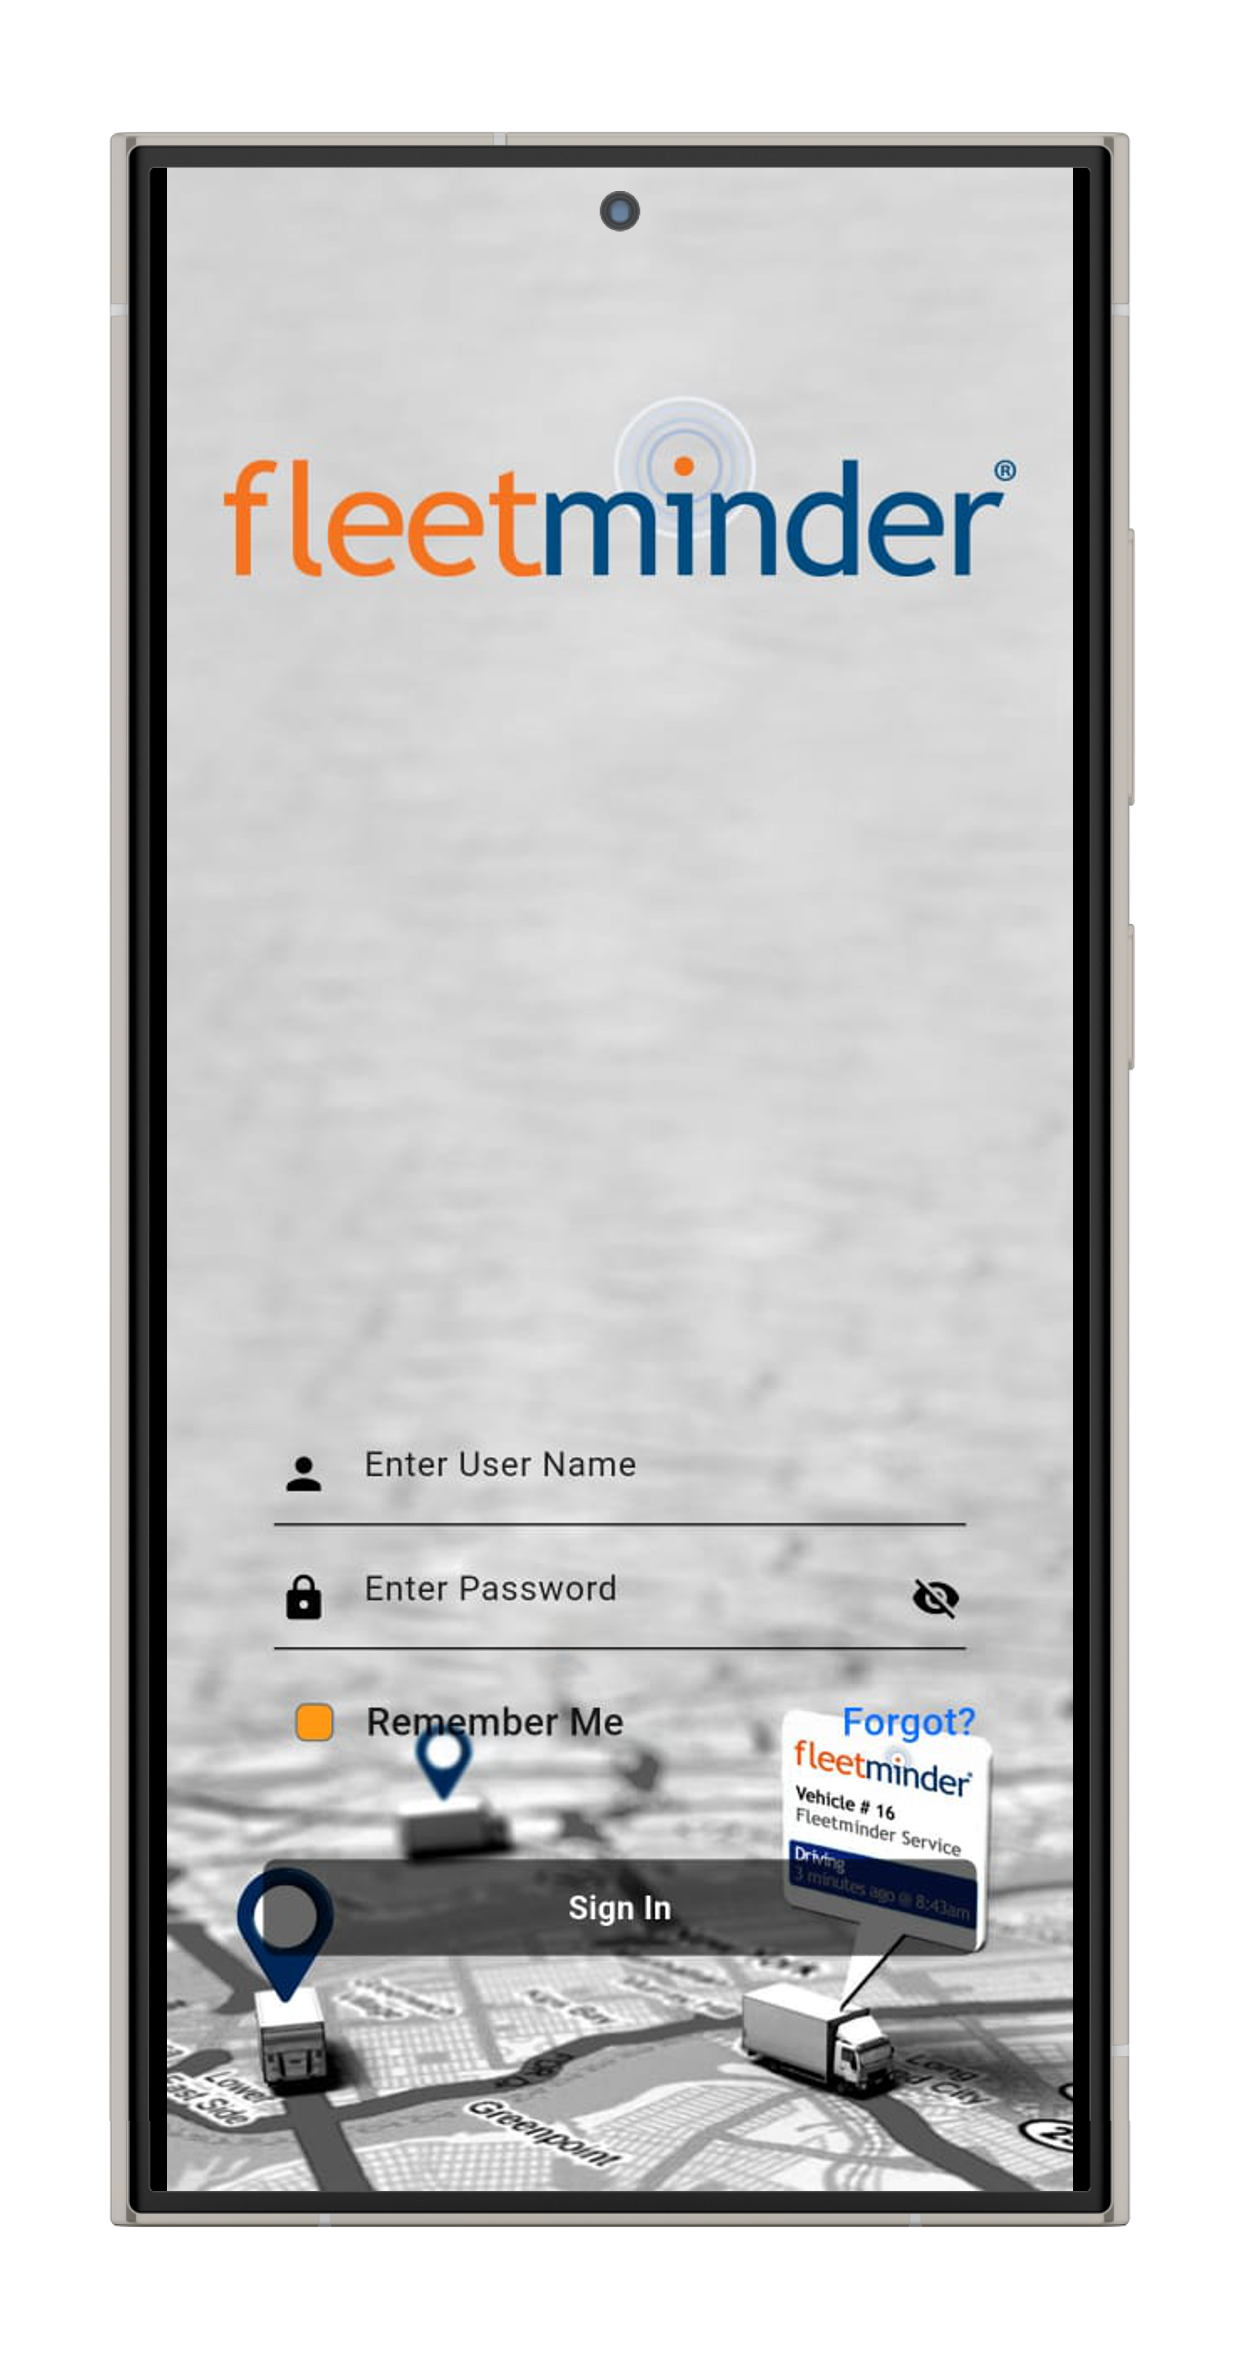 fleetminder®
Enter User Name
Enter Password
Remember Me
Forgot?
fleetminder
Vehicle # 16
Fleetminder Service
Driving
3 minutes ago @ 8:43am
Sign In
Lower
East Side
Greenpoint
Long
City